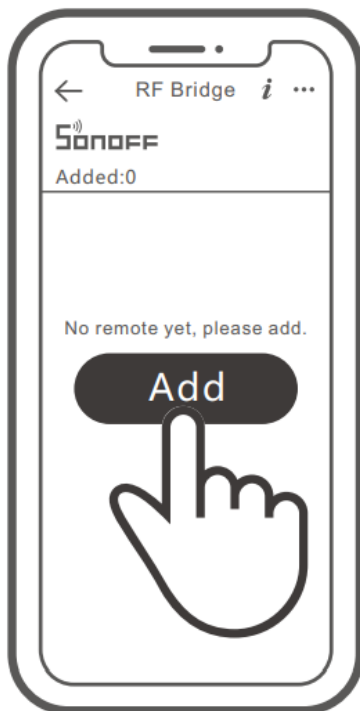 RF Bridge i ...
SONOFF
Added:0
No remote yet, please add.
Add